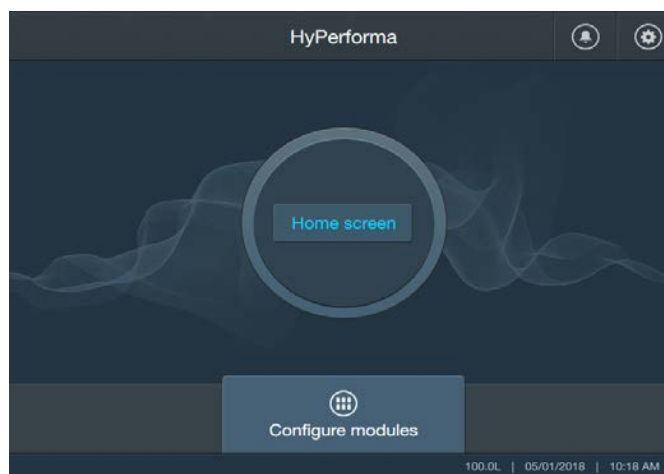 HyPerforma
Home screen
Configure modules
100.0L | 05/01/2018 | 10:18 AM